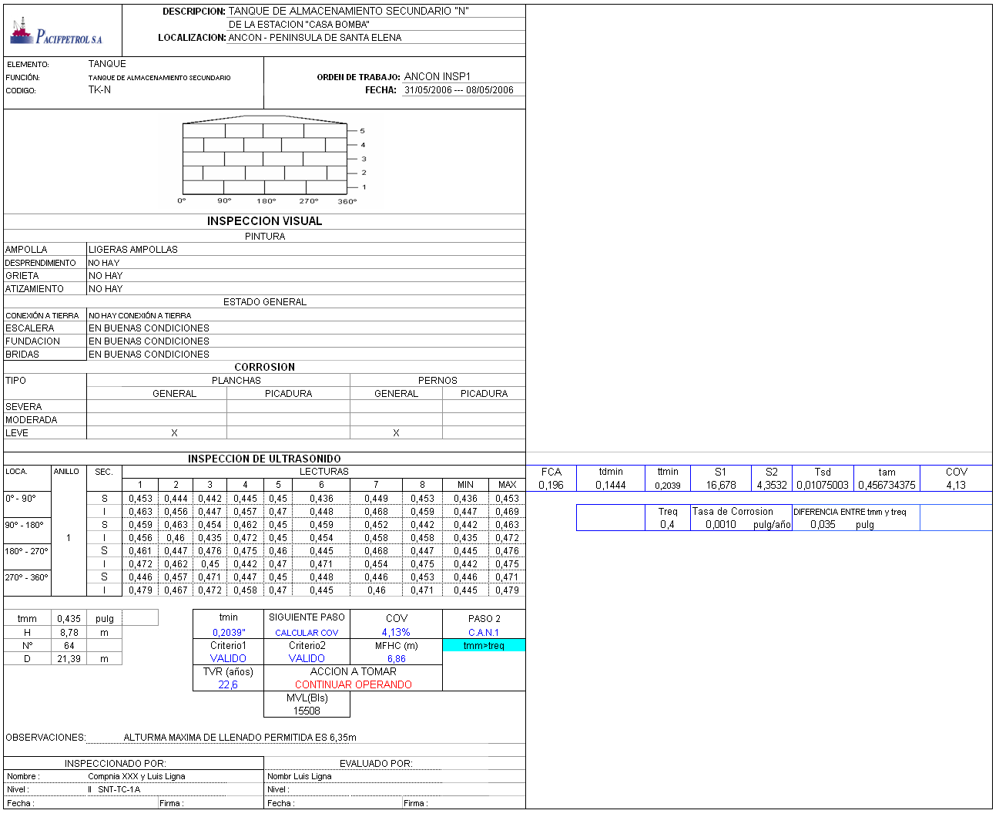 PACIFPETROL S.A.
DESCRIPCION: TANQUE DE ALMACENAMIENTO SECUNDARIO "N"
DE LA ESTACION "CASA BOMBA"
LOCALIZACION: ANCON - PENINSULA DE SANTA ELENA
ELEMENTO: TANQUE
FUNCIÓN: TANQUE DE ALMACENAMIENTO SECUNDARIO
CODIGO: TK-N
ORDEN DE TRABAJO: ANCON INSP1
FECHA: 31/05/2006 --- 08/05/2006
5
4
3
2
1
0° 90° 180° 270° 360°
INSPECCION VISUAL
PINTURA
AMPOLLA LIGERAS AMPOLLAS
DESPRENDIMIENTO NO HAY
GRIETA NO HAY
ATIZAMIENTO NO HAY
ESTADO GENERAL
CONEXIÓN A TIERRA NO HAY CONEXIÓN A TIERRA
ESCALERA EN BUENAS CONDICIONES
FUNDACION EN BUENAS CONDICIONES
BRIDAS EN BUENAS CONDICIONES
CORROSION
TIPO PLANCHAS PERNOS
GENERAL PICADURA GENERAL PICADURA
SEVERA
MODERADA
LEVE X X
INSPECCION DE ULTRASONIDO
LOCA. ANILLO SEC. LECTURAS
1 2 3 4 5 6 7 8 MIN MAX
0° - 90° S 0,453 0,444 0,442 0,445 0,45 0,436 0,449 0,453 0,436 0,453
I 0,463 0,456 0,447 0,457 0,47 0,448 0,468 0,459 0,447 0,469
90° - 180° S 0,459 0,463 0,454 0,462 0,45 0,459 0,452 0,442 0,442 0,463
1 I 0,456 0,46 0,435 0,472 0,45 0,454 0,458 0,458 0,435 0,472
180° - 270° S 0,461 0,447 0,476 0,475 0,46 0,445 0,468 0,447 0,445 0,476
I 0,472 0,462 0,45 0,442 0,47 0,471 0,454 0,475 0,442 0,475
270° - 360° S 0,446 0,457 0,471 0,447 0,45 0,448 0,446 0,453 0,446 0,471
I 0,479 0,467 0,472 0,458 0,47 0,445 0,46 0,471 0,445 0,479
FCA tdmin ttmin S1 S2 Tsd tam COV
0,196 0,1444 0,2039 16,678 4,3532 0,01075003 0,456734375 4,13
Treq Tasa de Corrosion DIFERENCIA ENTRE tmm y treq
0,4 0,0010 pulg/año 0,035 pulg
tmm 0,435 pulg
H 8,78 m
N° 64
D 21,39 m
tmin SIGUIENTE PASO COV PASO 2
0,2039" CALCULAR COV 4,13% C.A.N.1
Criterio1 Criterio2 MFHC (m) tmm>treq
VALIDO VALIDO 6,86
TVR (años) ACCION A TOMAR
22,6 CONTINUAR OPERANDO
MVL(Bls)
15508
OBSERVACIONES: ALTURMA MAXIMA DE LLENADO PERMITIDA ES 6,35m
INSPECCIONADO POR: EVALUADO POR:
Nombre : Compnia XXX y Luis Ligna Nombr Luis Ligna
Nivel : II SNT-TC-1A Nivel :
Fecha : Firma : Fecha : Firma :